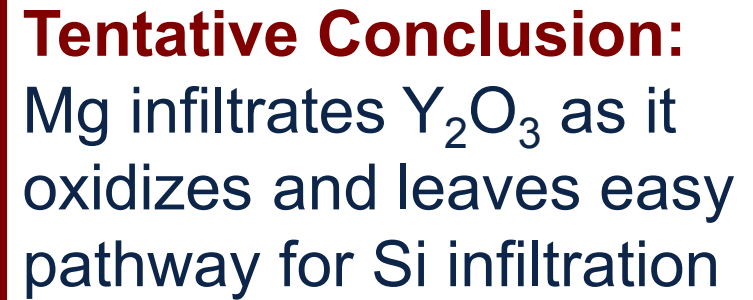 Tentative Conclusion:
Mg infiltrates Y₂O₃ as it
oxidizes and leaves easy
pathway for Si infiltration